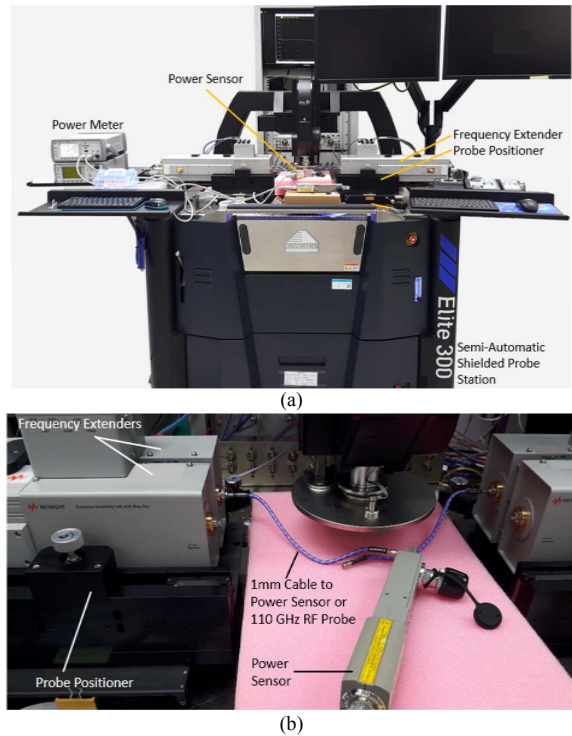 Power Sensor
Power Meter
Frequency Extender
Probe Positioner
Elite 300
Semi-Automatic
Shielded Probe
Station
(a)
Frequency Extenders
KEYSIGHT
KEYSIGHT
1mm Cable to
Power Sensor or
110 GHz RF Probe
Power
Sensor
Probe Positioner
(b)